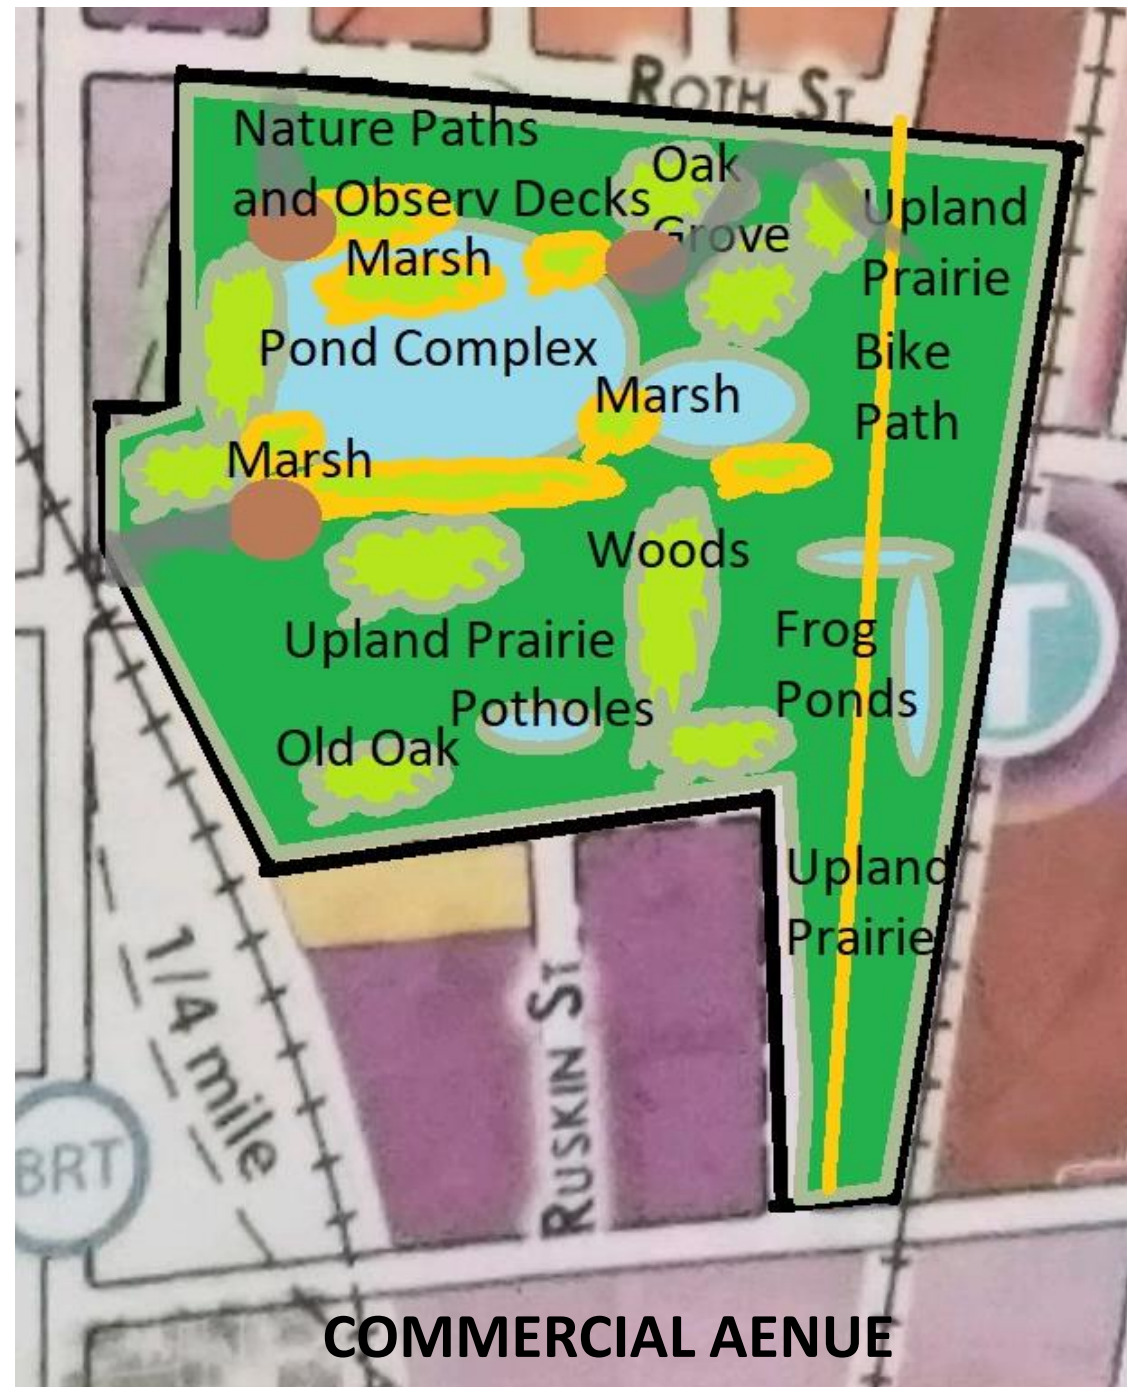 ROTH ST.
Nature Paths
and Observ Decks
Oak
Grove
Upland
Prairie
Marsh
Pond Complex
Bike
Path
Marsh
Marsh
Woods
Upland Prairie
Frog
Ponds
Potholes
Old Oak
Upland
Prairie
1/4 mile
RUSKIN ST
T
BRT
COMMERCIAL AENUE